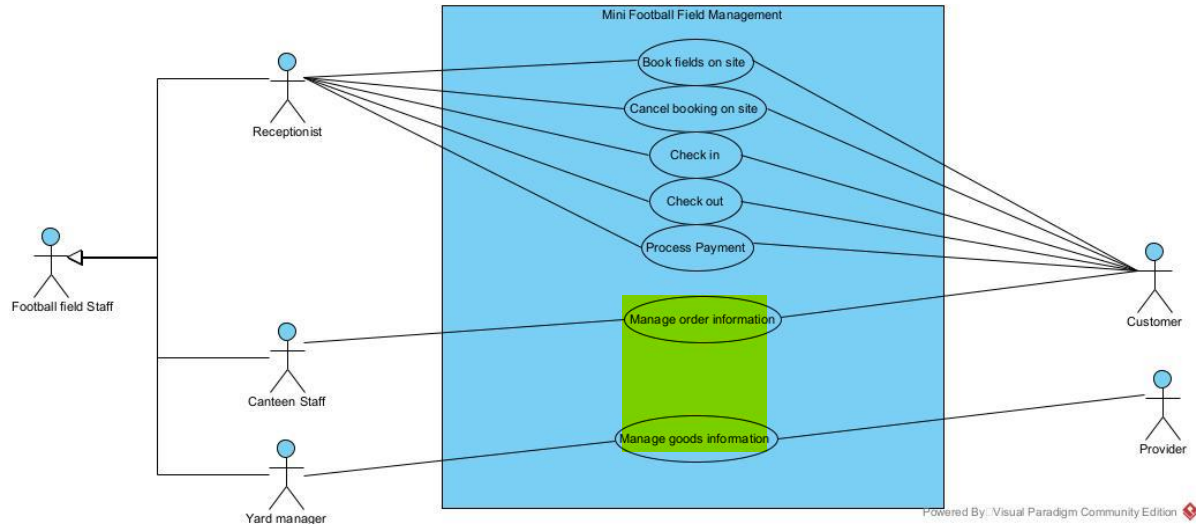 Mini Football Field Management
Book fields on site
Cancel booking on site
Receptionist
Check in
Check out
Process Payment
Football field Staff
Manage order information
Customer
Canteen Staff
Manage goods information
Provider
Yard manager
Powered By: Visual Paradigm Community Edition